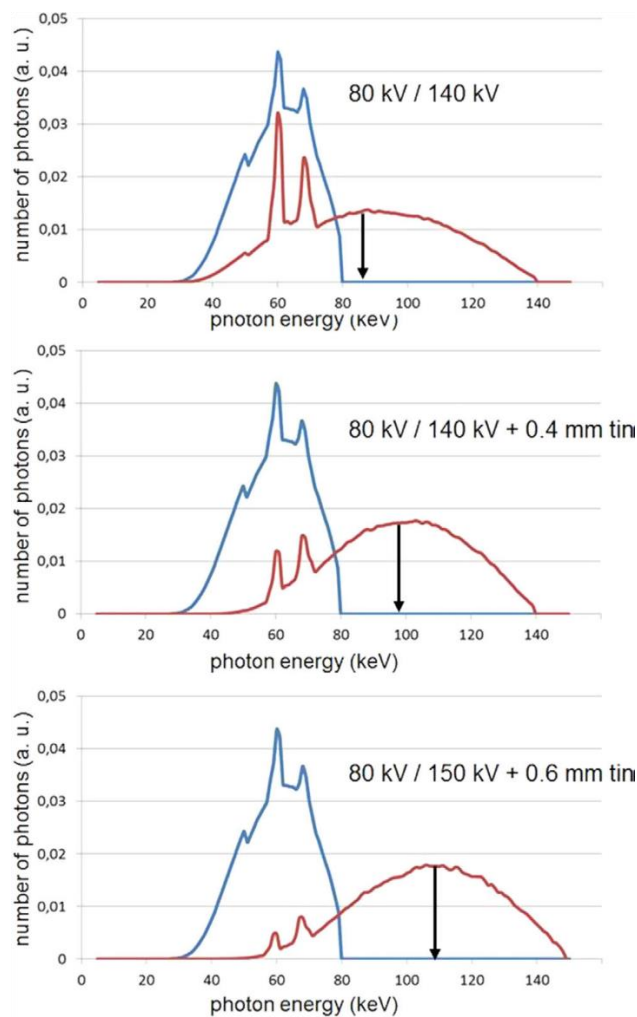 number of photons (a. u.)
0,05
0,04
0,03
0,02
0,01
0
80 kV / 140 kV
0 20 40 60 80 100 120 140
photon energy (keV)
number of photons (a. u.)
0,05
0,04
0,03
0,02
0,01
0
80 kV / 140 kV + 0.4 mm tin
0 20 40 60 80 100 120 140
photon energy (keV)
number of photons (a. u.)
0,05
0,04
0,03
0,02
0,01
0
80 kV / 150 kV + 0.6 mm tin
0 20 40 60 80 100 120 140
photon energy (keV)